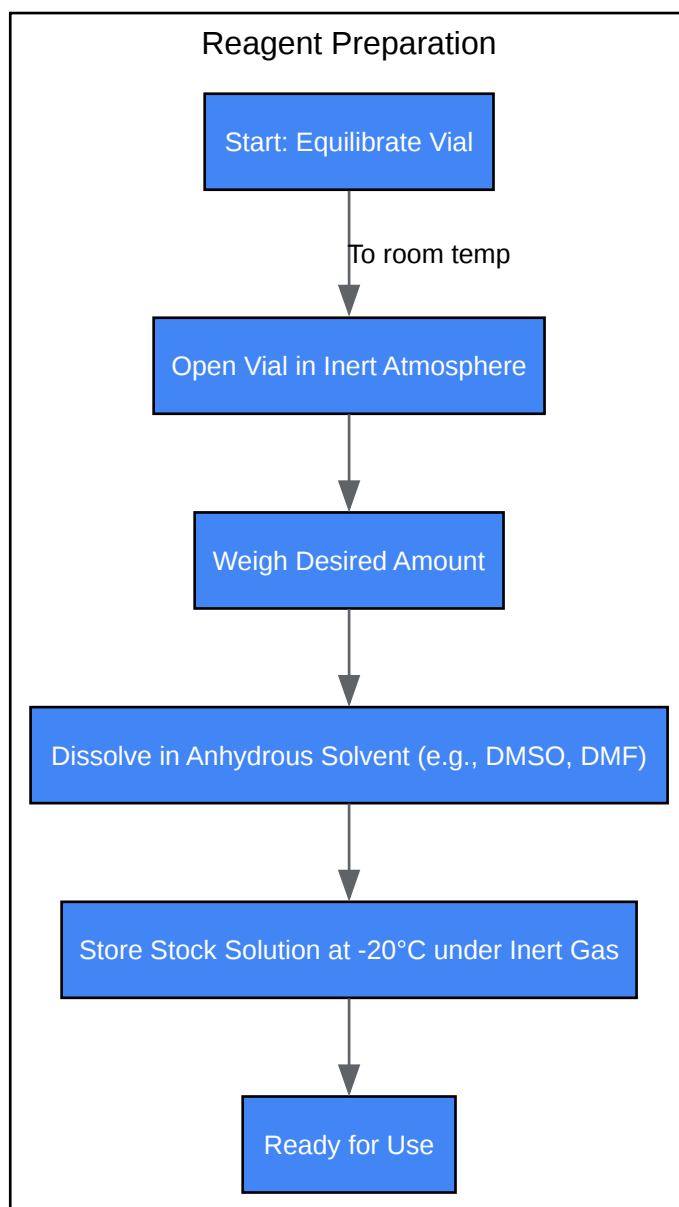 Reagent Preparation
Start: Equilibrate Vial
To room temp
Open Vial in Inert Atmosphere
Weigh Desired Amount
Dissolve in Anhydrous Solvent (e.g., DMSO, DMF)
Store Stock Solution at -20°C under Inert Gas
Ready for Use